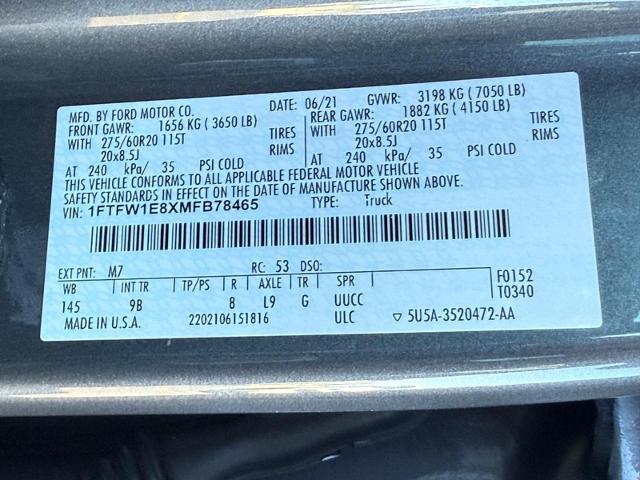 MFD. BY FORD MOTOR CO. DATE: 06/21 GVWR: 3198 KG ( 7050 LB)
FRONT GAWR: 1656 KG ( 3650 LB) REAR GAWR: 1882 KG ( 4150 LB)
WITH 275/60R20 115T TIRES WITH 275/60R20 115T TIRES
20x8.5J RIMS 20x8.5J RIMS
AT 240 kPa/ 35 PSI COLD AT 240 kPa/ 35 PSI COLD
THIS VEHICLE CONFORMS TO ALL APPLICABLE FEDERAL MOTOR VEHICLE
SAFETY STANDARDS IN EFFECT ON THE DATE OF MANUFACTURE SHOWN ABOVE.
VIN: 1FTFW1E8XMFB78465 TYPE: Truck
EXT PNT: M7 RC: 53 DSO: F0152
WB INT TR TP/PS R AXLE TR SPR T0340
145 9B 8 L9 G UUCC
MADE IN U.S.A. 2202106151816 ULC ▽ 5U5A-3520472-AA